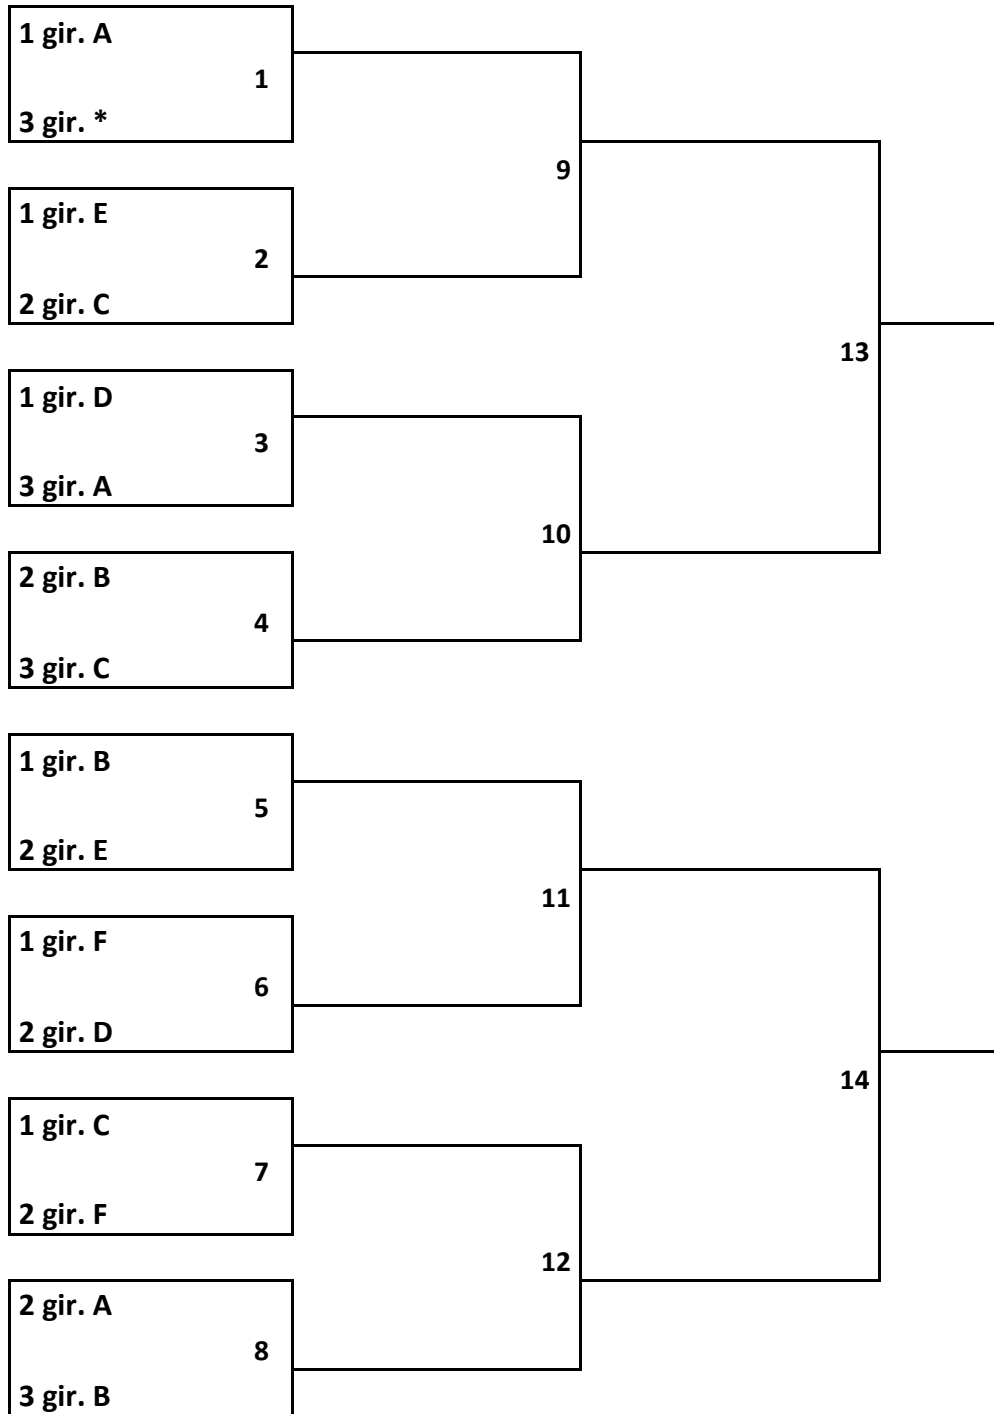 1 gir. A
1
3 gir. *
9
1 gir. E
2
2 gir. C
13
1 gir. D
3
3 gir. A
10
2 gir. B
4
3 gir. C
1 gir. B
5
2 gir. E
11
1 gir. F
6
2 gir. D
14
1 gir. C
7
2 gir. F
12
2 gir. A
8
3 gir. B